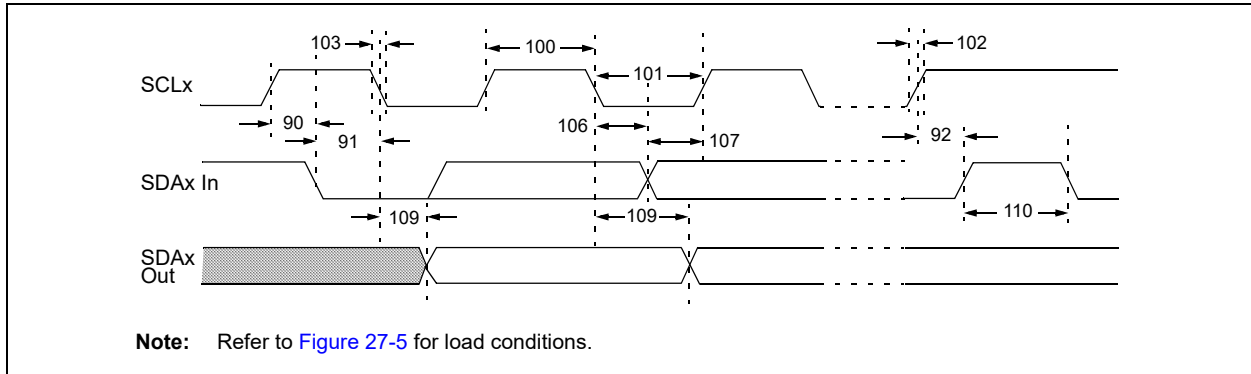 103
100
101
102
SCLx
90
91
106
107
92
SDAx In
109
109
110
SDAx
Out
Note: Refer to Figure 27-5 for load conditions.